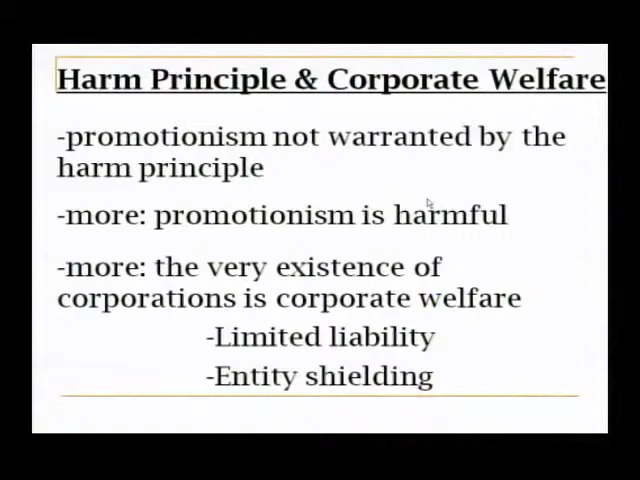 Harm Principle & Corporate Welfare
-promotionism not warranted by the
harm principle
-more: promotionism is harmful
-more: the very existence of
corporations is corporate welfare
-Limited liability
-Entity shielding